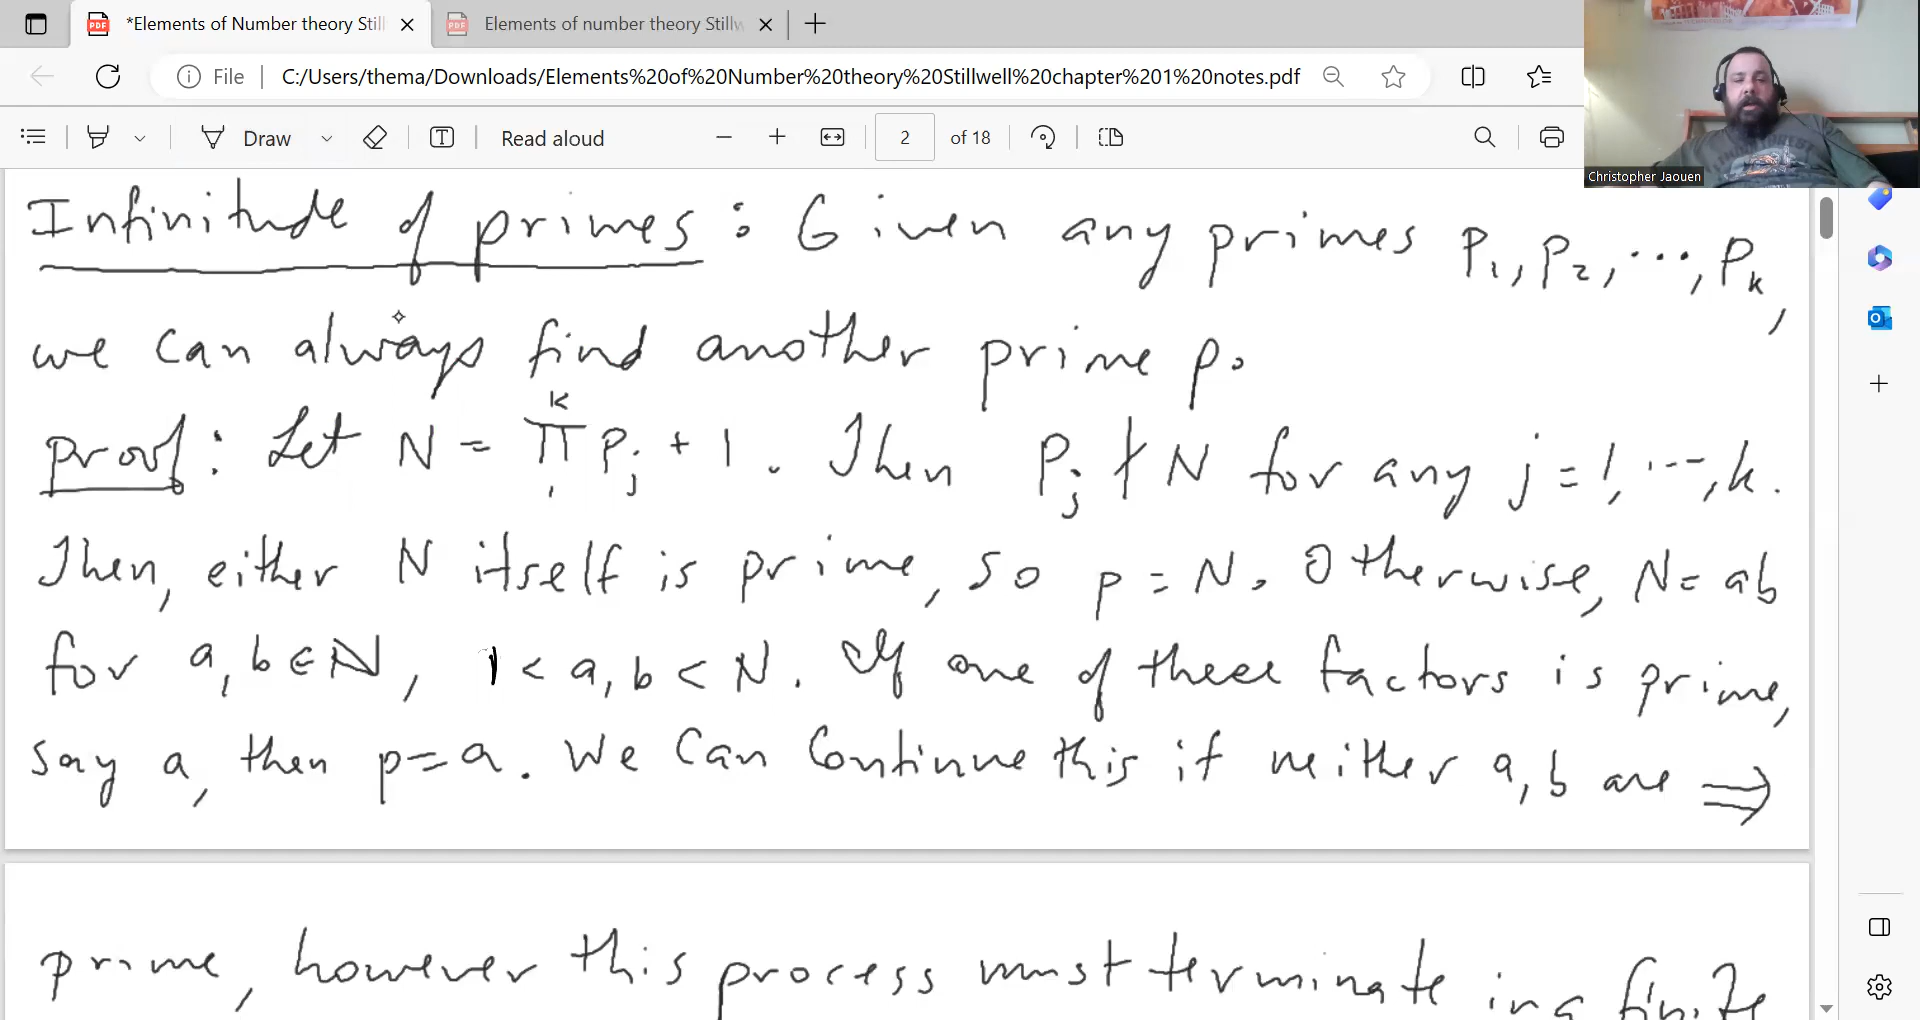 *Elements of Number theory Still
Elements of number theory Stillw
File
C:/Users/thema/Downloads/Elements%20of%20Number%20theory%20Stillwell%20chapter%201%20notes.pdf
Draw
Read aloud
2 of 18
Christopher Jaouen
Infinitude of primes : Given any primes P₁, P₂, ..., Pₖ,
we can always find another prime p.
Proof : Let N = ∏₁ᵏ Pⱼ + 1. Then Pⱼ ∤ N for any j = 1, ..., k.
Then, either N itself is prime, so p = N. Otherwise, N = ab
for a, b ∈ ℕ, 1 < a, b < N. If one of these factors is prime,
say a, then p = a. We can continue this if neither a, b are ⇒
prime, however this process must terminate in a finite